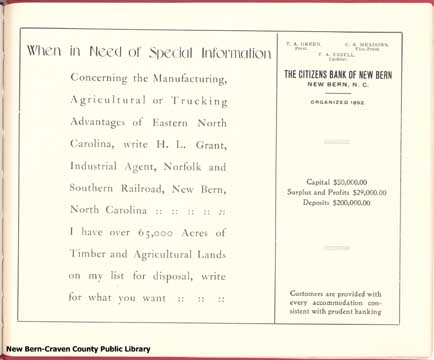 When in Need of Special Information
Concerning the Manufacturing,
Agricultural or Trucking
Advantages of Eastern North
Carolina, write H. L. Grant,
Industrial Agent, Norfolk and
Southern Railroad, New Bern,
North Carolina :: :: :: :: ::
I have over 65,000 Acres of
Timber and Agricultural Lands
on my list for disposal, write
for what you want :: :: ::
T. A. GREEN, C. A. MEADOWS,
Prest. Vice-Prest.
T. A. UZZELL,
Cashier.
THE CITIZENS BANK OF NEW BERN
NEW BERN, N. C.
ORGANIZED 1892.
Capital $50,000.00
Surplus and Profits $29,000.00
Deposits $200,000.00
Customers are provided with
every accommodation con-
sistent with prudent banking
New Bern-Craven County Public Library